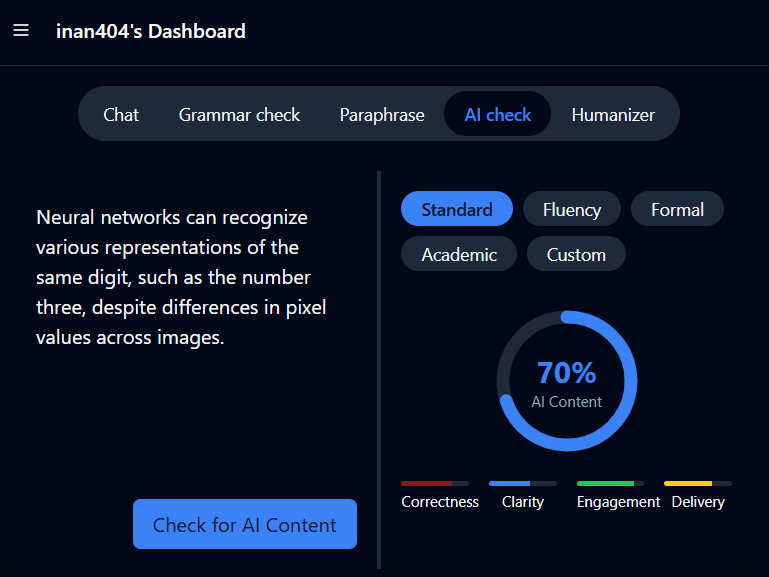 inan404's Dashboard
Chat Grammar check Paraphrase AI check Humanizer
Neural networks can recognize
various representations of the
same digit, such as the number
three, despite differences in pixel
values across images.
Check for AI Content
Standard Fluency Formal
Academic Custom
70%
AI Content
Correctness Clarity Engagement Delivery